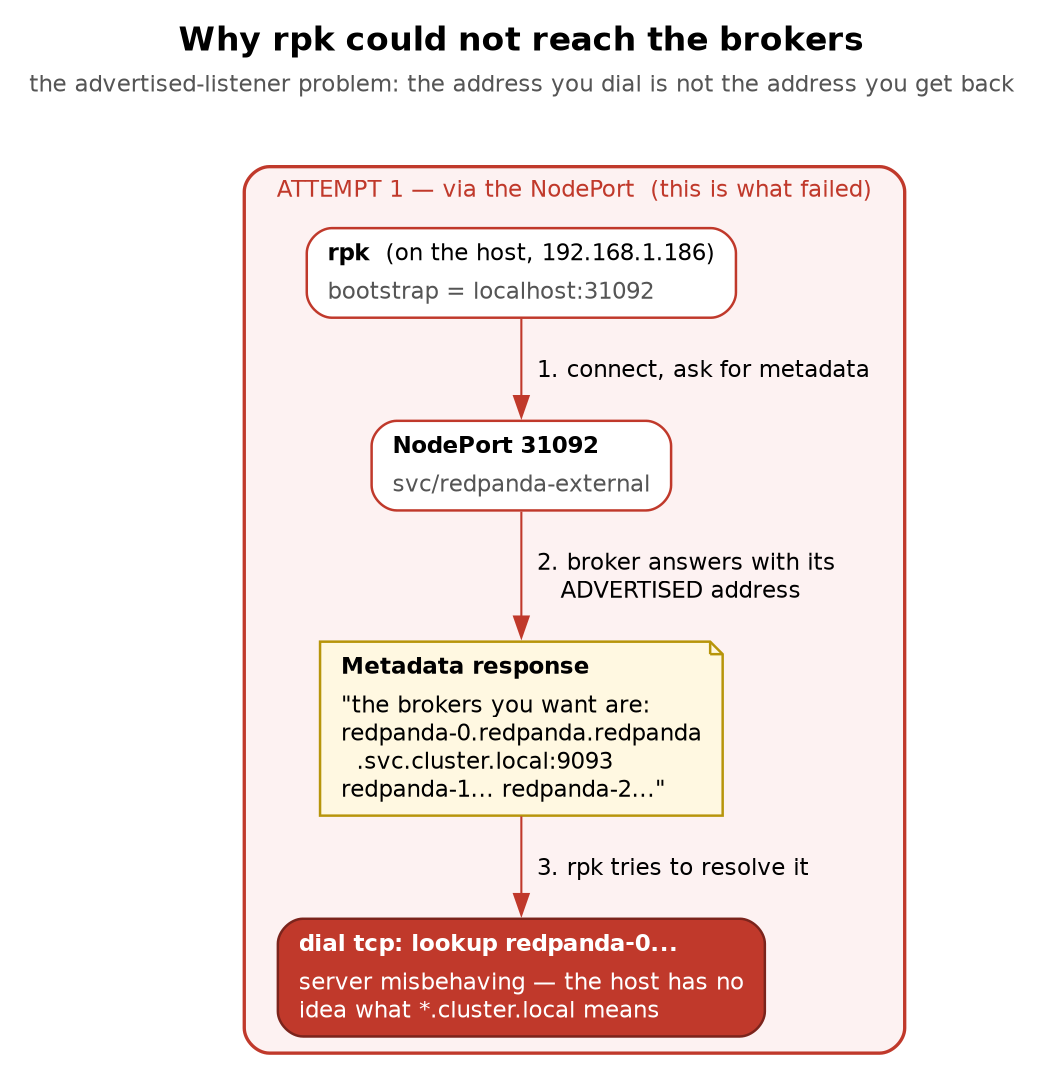 Why rpk could not reach the brokers
the advertised-listener problem: the address you dial is not the address you get back
ATTEMPT 1 — via the NodePort  (this is what failed)
rpk  (on the host, 192.168.1.186)
bootstrap = localhost:31092
1. connect, ask for metadata
NodePort 31092
svc/redpanda-external
2. broker answers with its
ADVERTISED address
Metadata response
"the brokers you want are:
redpanda-0.redpanda.redpanda
.svc.cluster.local:9093
redpanda-1... redpanda-2..."
3. rpk tries to resolve it
dial tcp: lookup redpanda-0...
server misbehaving — the host has no
idea what *.cluster.local means